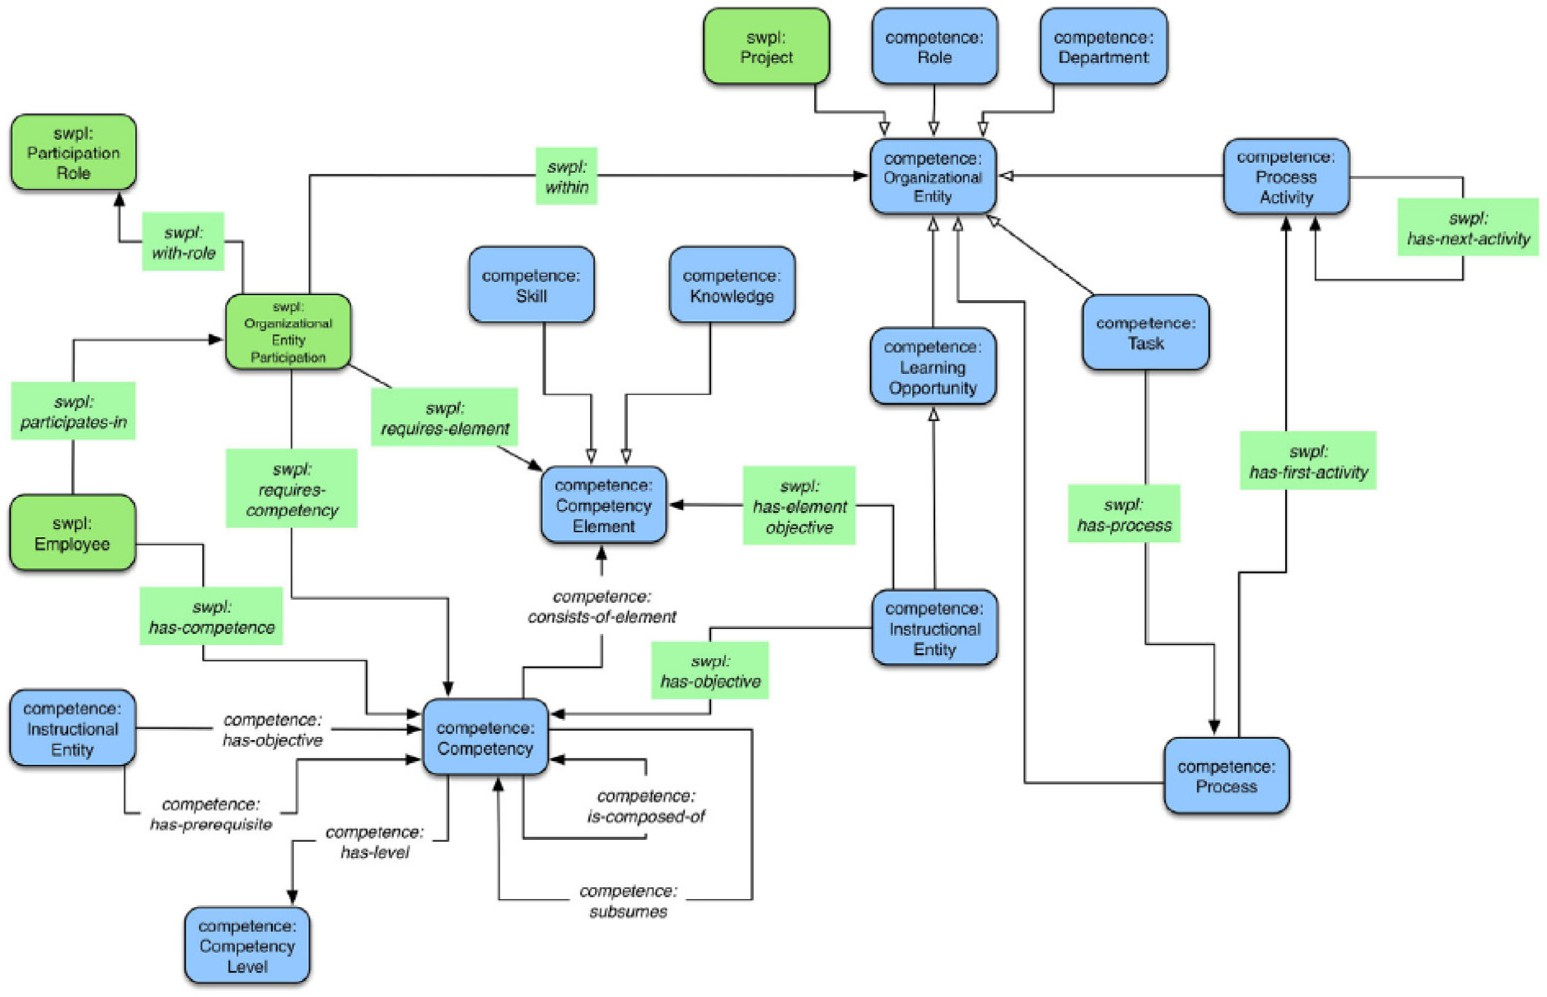 swpl:
Project
competence:
Role
competence:
Department
swpl:
Participation
Role
swpl:
within
competence:
Organizational
Entity
competence:
Process
Activity
swpl:
has-next-activity
swpl:
with-role
competence:
Skill
competence:
Knowledge
swpl:
Organizational
Entity
Participation
competence:
Learning
Opportunity
competence:
Task
swpl:
participates-in
swpl:
requires-element
swpl:
requires-
competency
competence:
Competency
Element
swpl:
has-element
objective
swpl:
has-process
swpl:
has-first-activity
swpl:
Employee
swpl:
has-competence
competence:
consists-of-element
competence:
Instructional
Entity
swpl:
has-objective
competence:
Instructional
Entity
competence:
has-objective
competence:
Competency
competence:
has-prerequisite
competence:
is-composed-of
competence:
Process
competence:
has-level
competence:
subsumes
competence:
Competency
Level